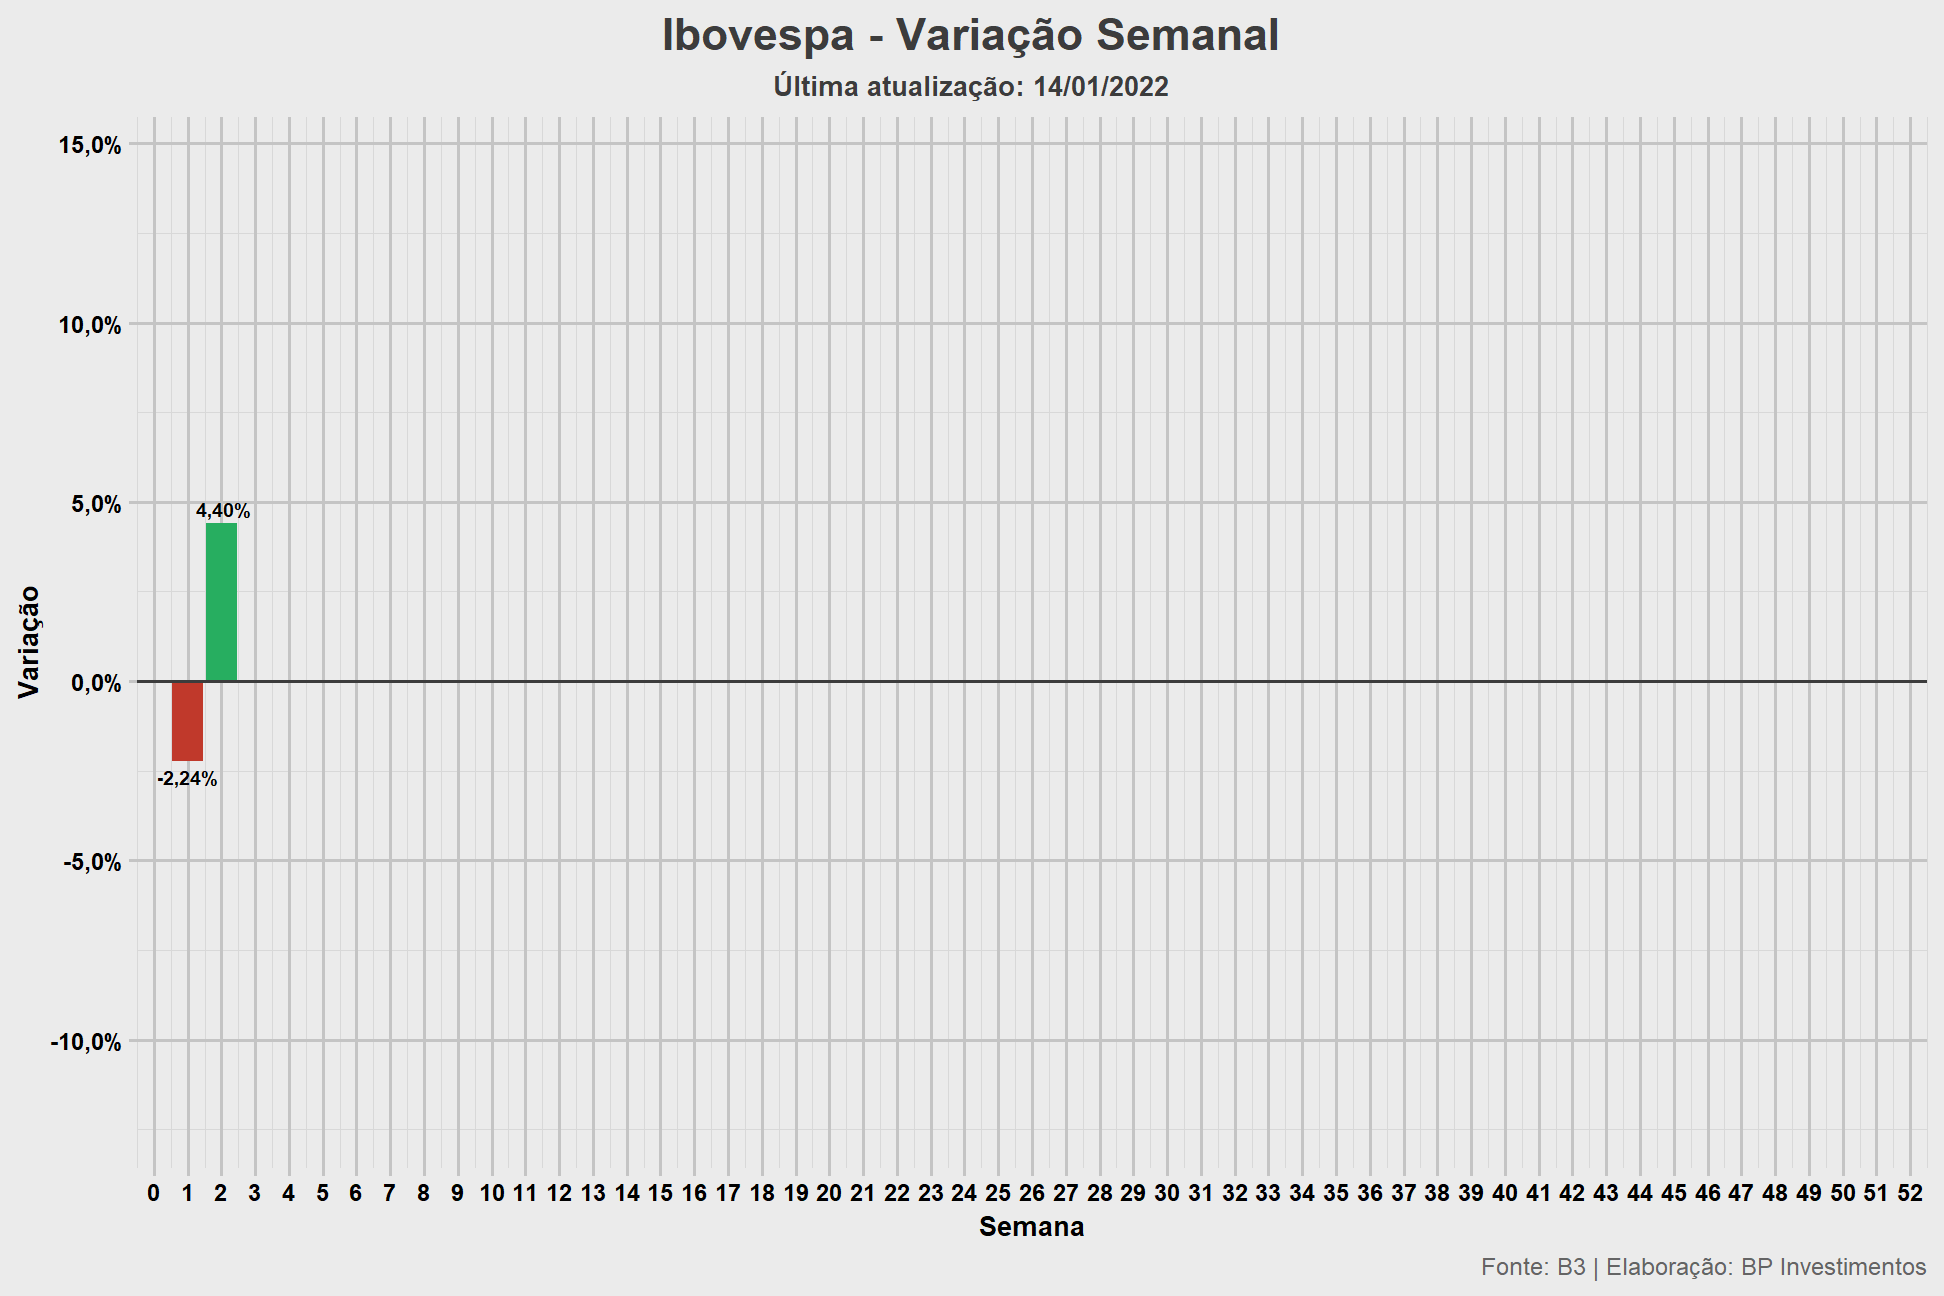 Ibovespa - Variação Semanal
Última atualização: 14/01/2022
15,0%
10,0%
5,0%
4,40%
Variação
0,0%
-2,24%
-5,0%
-10,0%
0 1 2 3 4 5 6 7 8 9 10 11 12 13 14 15 16 17 18 19 20 21 22 23 24 25 26 27 28 29 30 31 32 33 34 35 36 37 38 39 40 41 42 43 44 45 46 47 48 49 50 51 52
Semana
Fonte: B3 | Elaboração: BP Investimentos